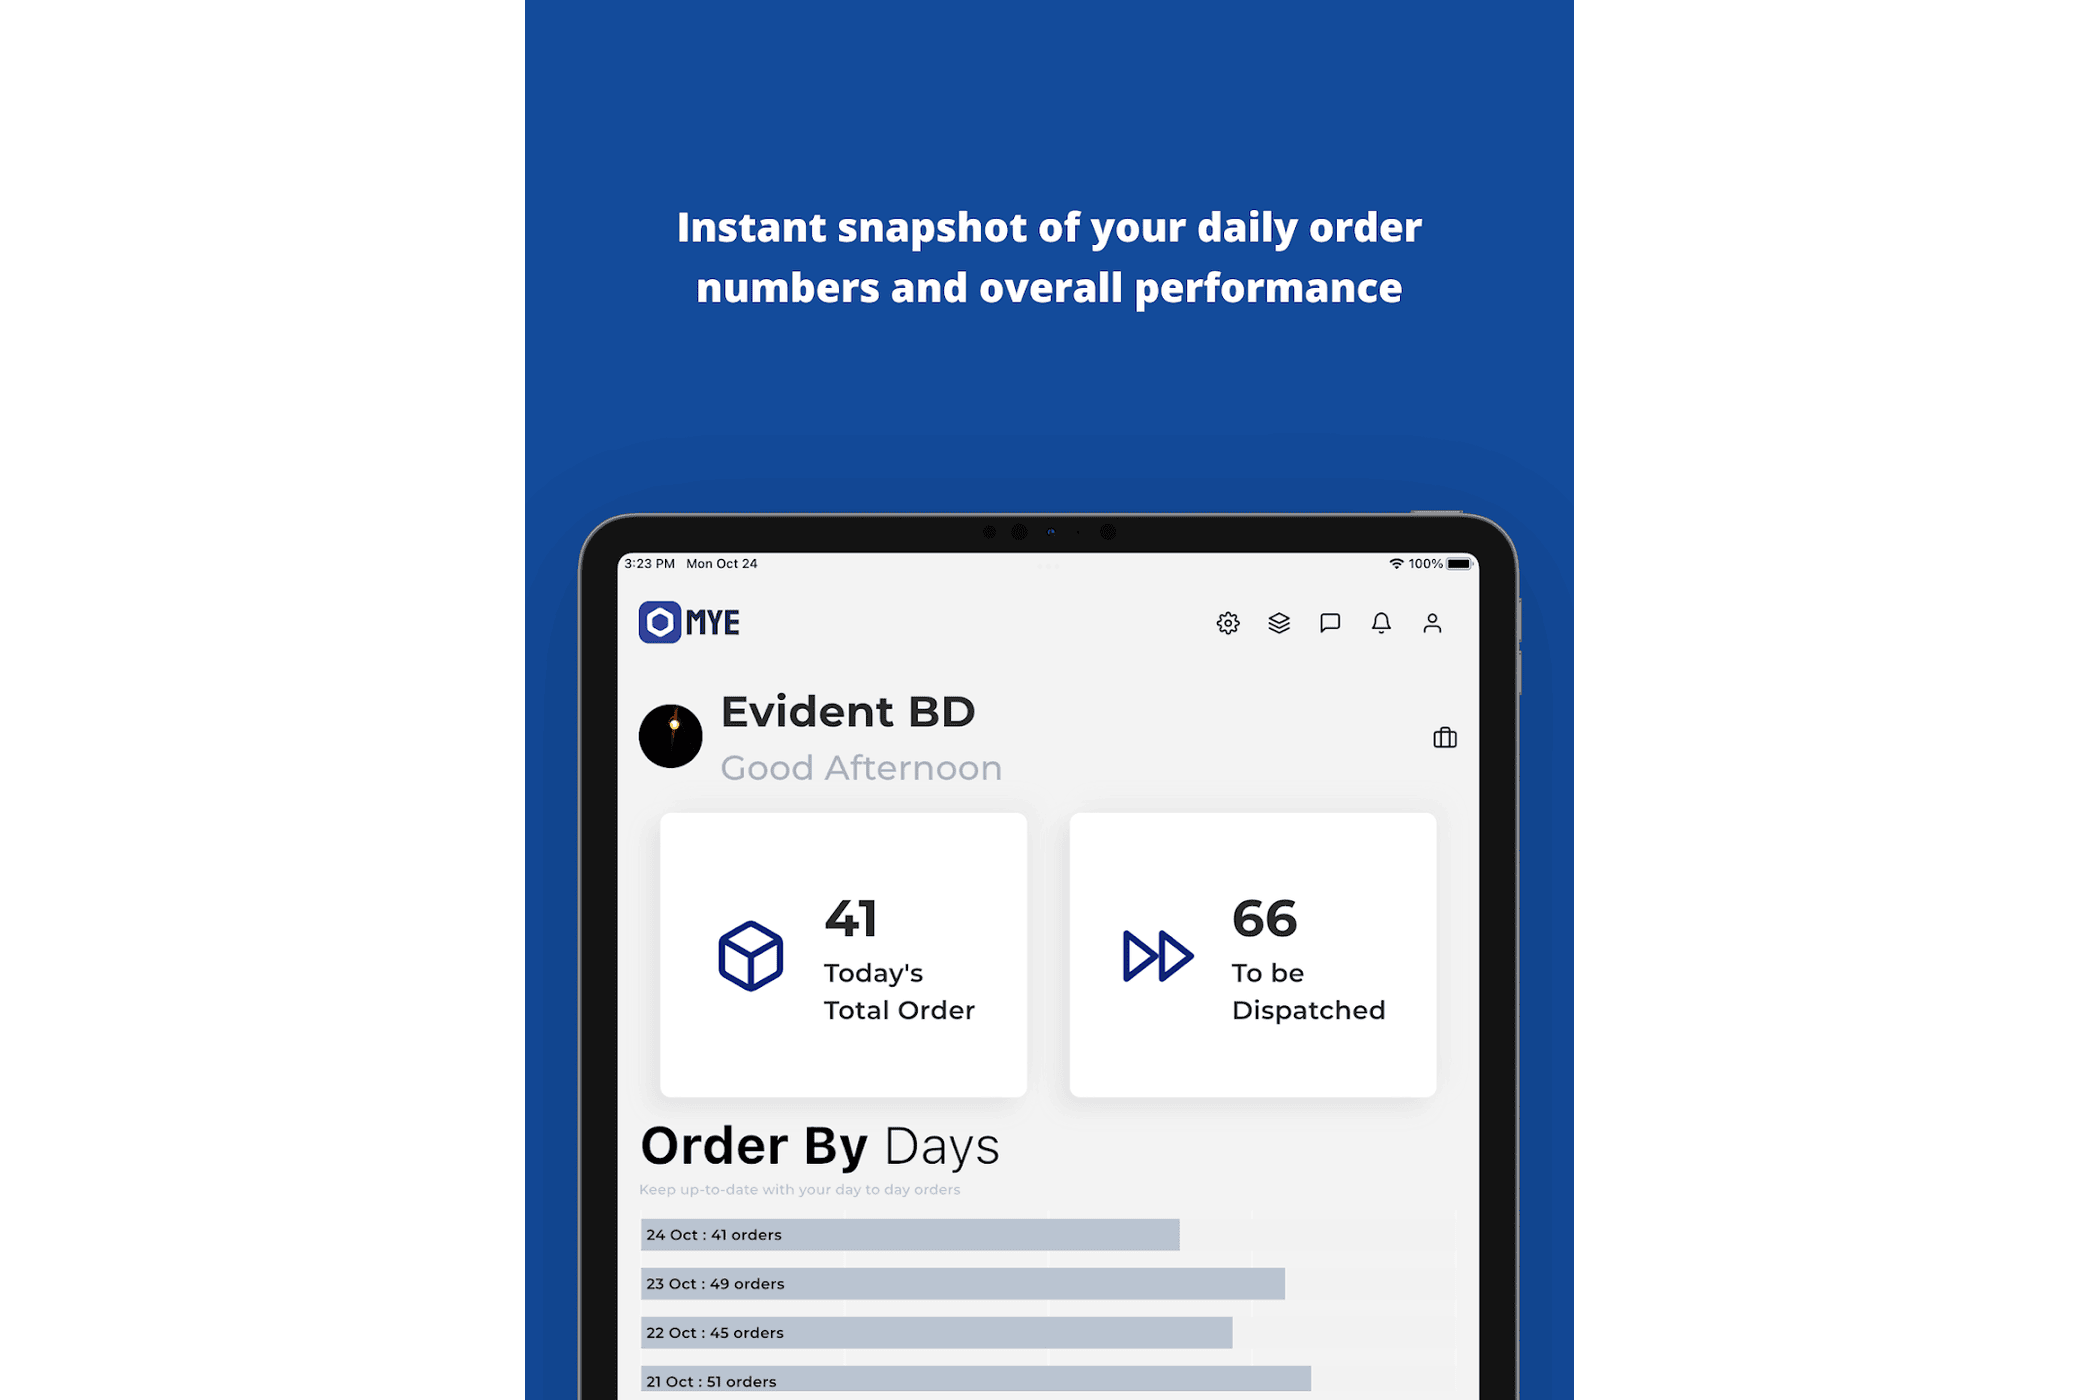 Instant snapshot of your daily order
numbers and overall performance
3:23 PM Mon Oct 24
100%
MYE
Evident BD
Good Afternoon
41
Today's
Total Order
66
To be
Dispatched
Order By Days
Keep up-to-date with your day to day orders
24 Oct : 41 orders
23 Oct : 49 orders
22 Oct : 45 orders
21 Oct : 51 orders